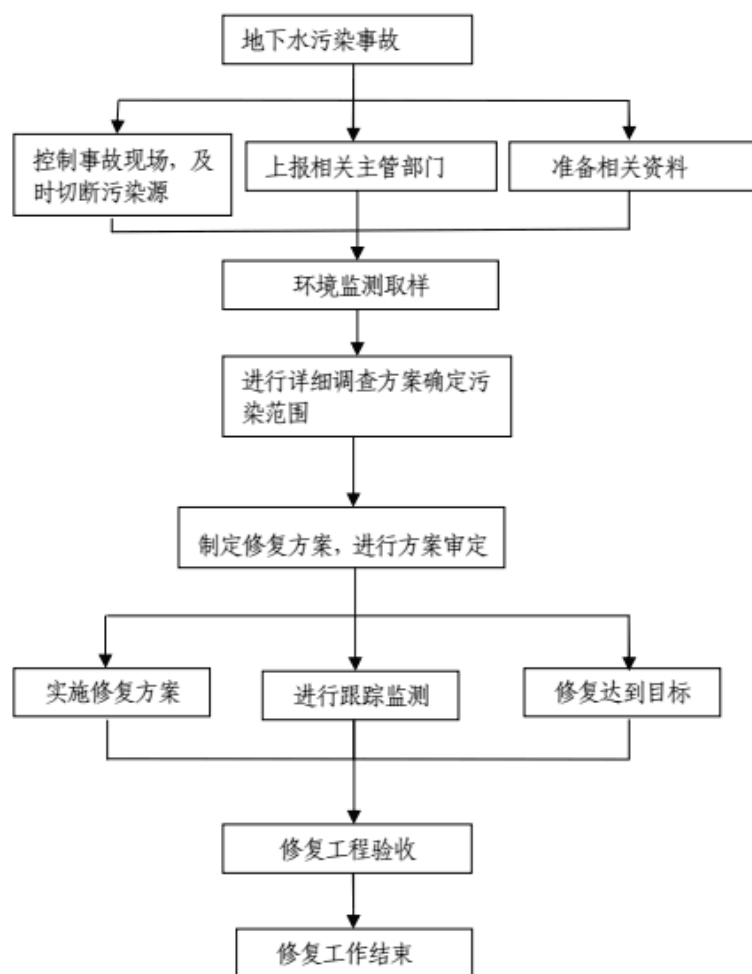 地下水污染事故
控制事故现场，及
时切断污染源
上报相关主管部门
准备相关资料
环境监测取样
进行详细调查方案确定污
染范围
制定修复方案，进行方案审定
实施修复方案
进行跟踪监测
修复达到目标
修复工程验收
修复工作结束